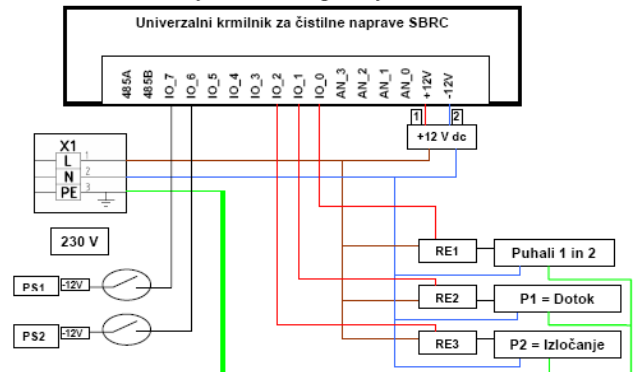 Univerzalni krmilnik za čistilne naprave SBRC
485A
485B
IO_7
IO_6
IO_5
IO_4
IO_3
IO_2
IO_1
IO_0
AN_3
AN_2
AN_1
AN_0
+12V
-12V
1
2
+12 V dc
X1
L 1
N 2
PE 3
230 V
RE1
Puhali 1 in 2
PS1
-12V
RE2
P1 = Dotok
PS2
-12V
RE3
P2 = Izločanje